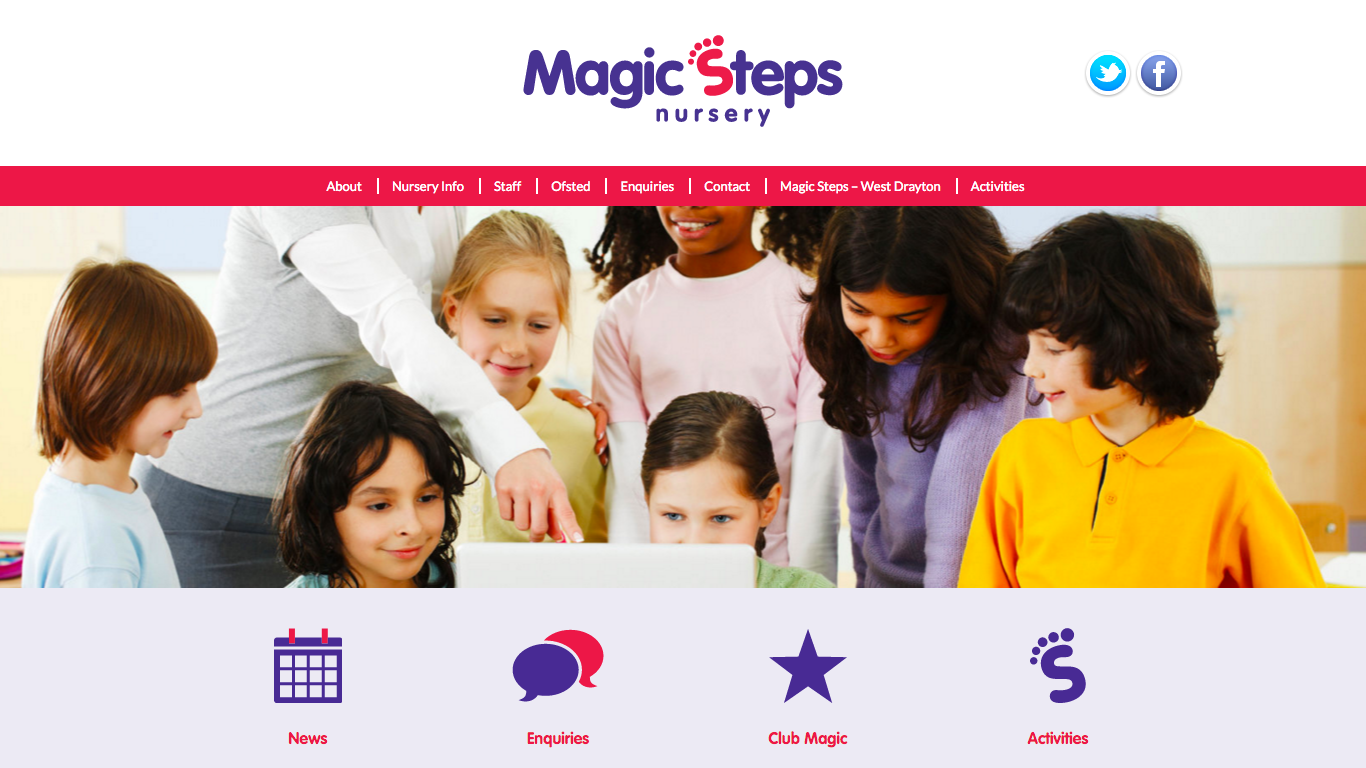 Magic Steps
nursery
About | Nursery Info | Staff | Ofsted | Enquiries | Contact | Magic Steps – West Drayton | Activities
News Enquiries Club Magic Activities